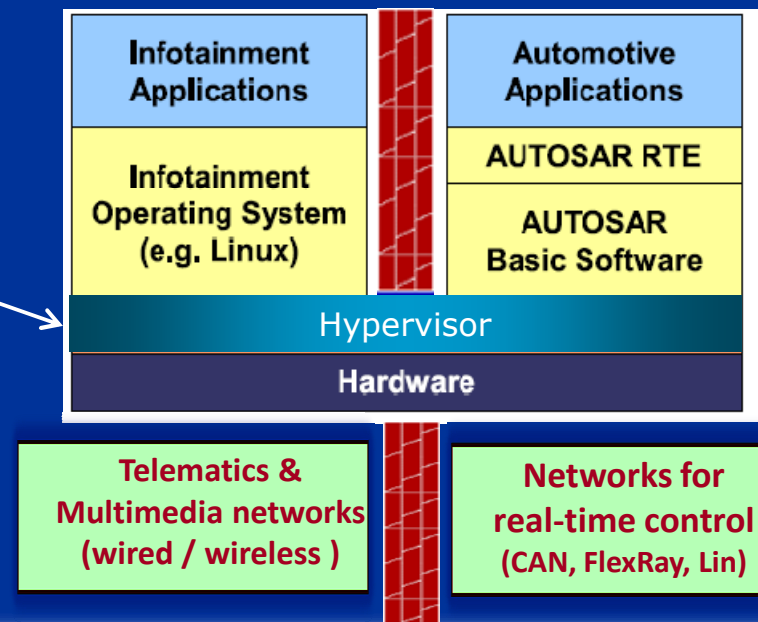 Infotainment
Applications
Automotive
Applications
Infotainment
Operating System
(e.g. Linux)
AUTOSAR RTE
AUTOSAR
Basic Software
Hypervisor
Hardware
Telematics &
Multimedia networks
(wired / wireless )
Networks for
real-time control
(CAN, FlexRay, Lin)